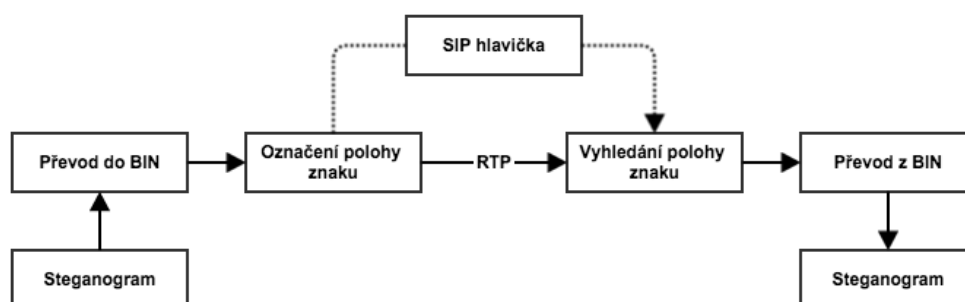 SIP hlavička
Převod do BIN
Označení polohy
znaku
RTP
Vyhledání polohy
znaku
Převod z BIN
Steganogram
Steganogram